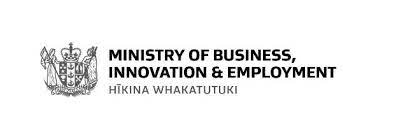 MINISTRY OF BUSINESS,
INNOVATION & EMPLOYMENT
HĪKINA WHAKATUTUKI